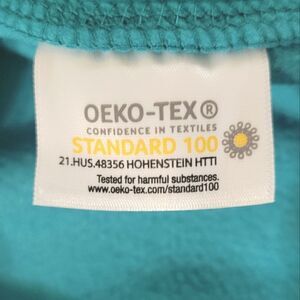 OEKO-TEX®
CONFIDENCE IN TEXTILES
STANDARD 100
21.HUS.48356 HOHENSTEIN HTTI
Tested for harmful substances.
www.oeko-tex.com/standard100